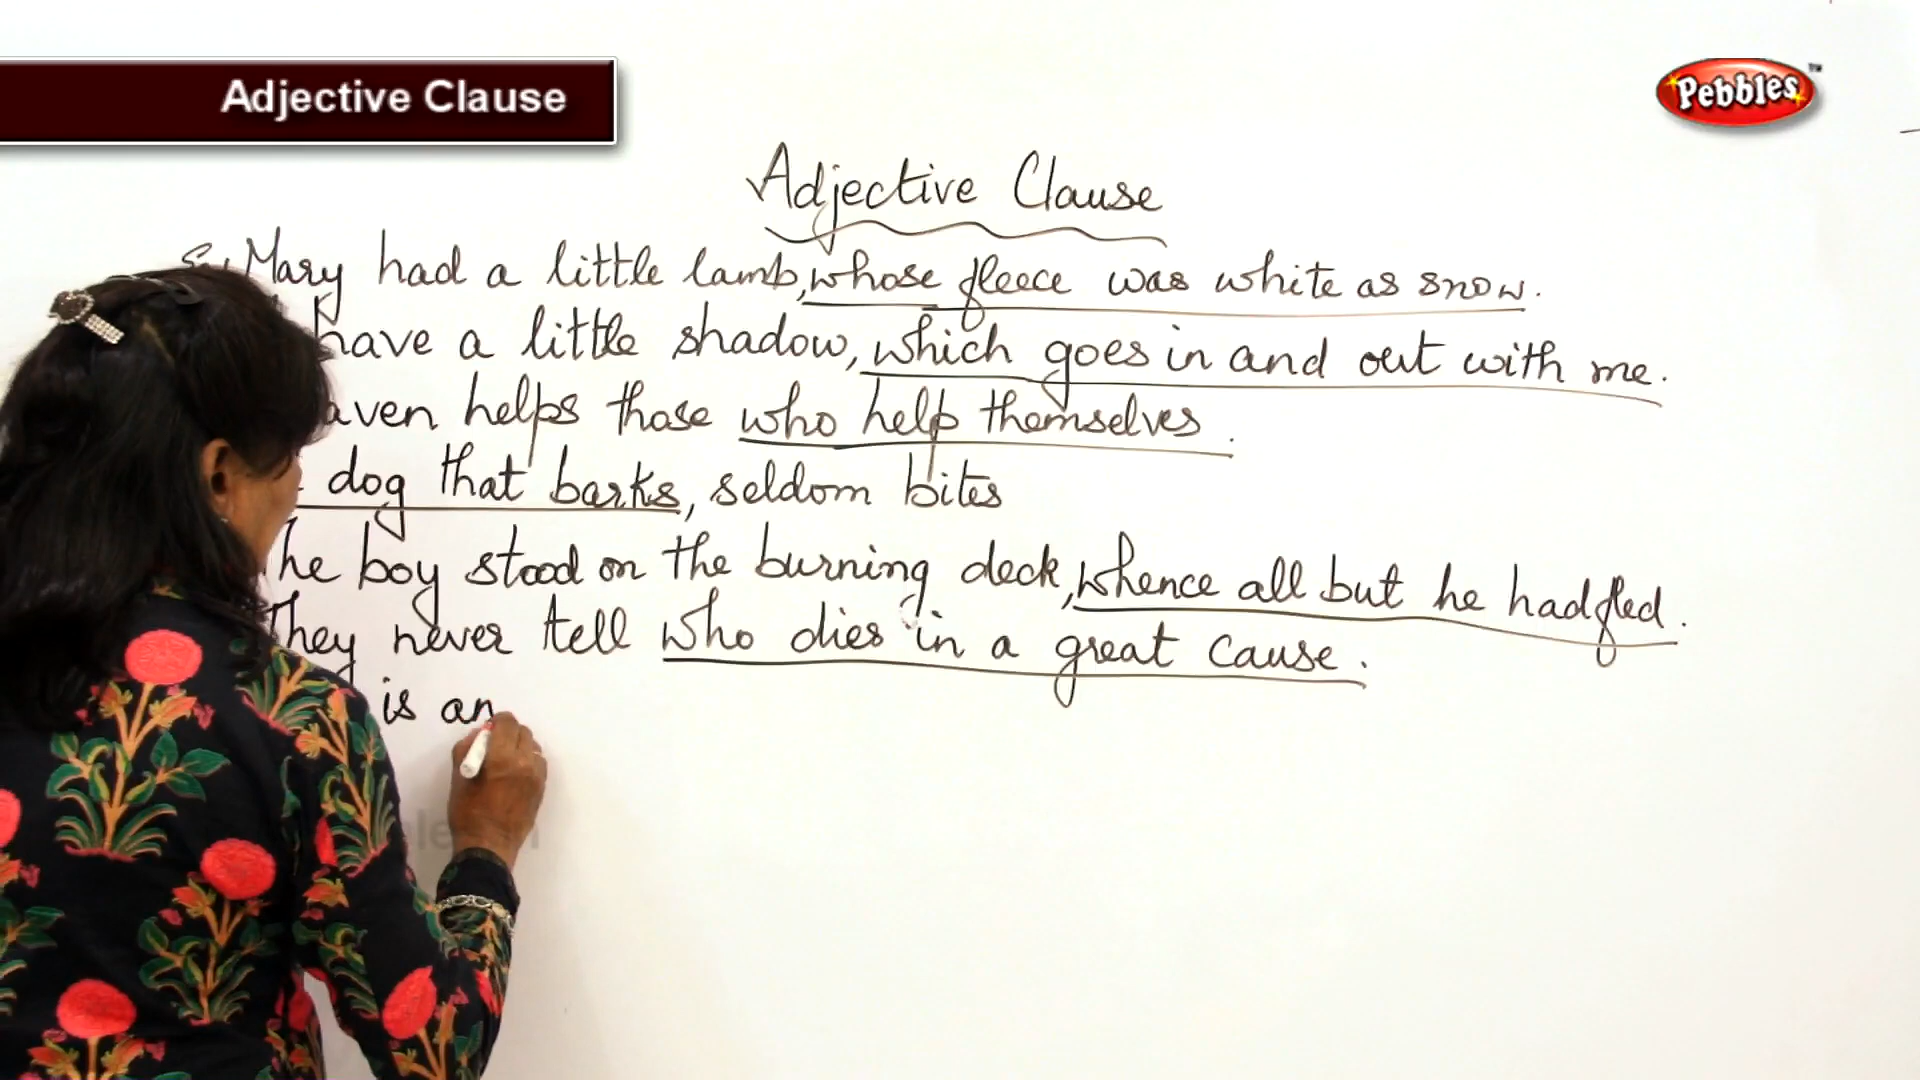 Adjective Clause
Pebbles™
Adjective Clause
Mary had a little lamb, whose fleece was white as snow.
have a little shadow, which goes in and out with me.
aven helps those who help themselves.
dog that barks, seldom bites
he boy stood on the burning deck, whence all but he had fled.
They never tell who dies in a great cause.
is an